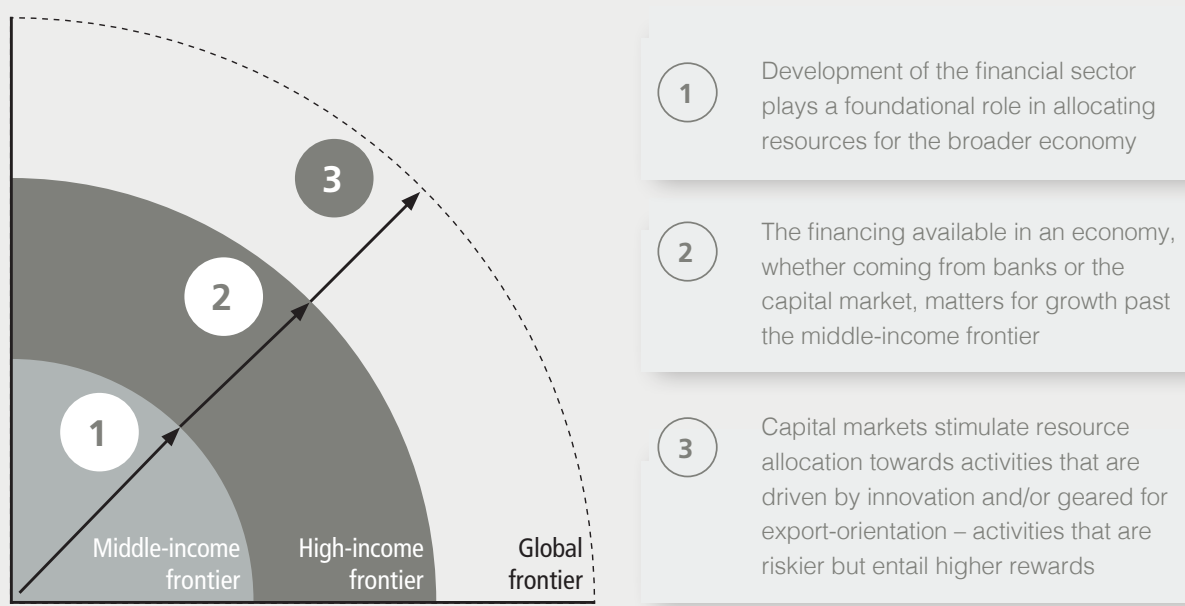 3
2
1
Middle-income
frontier
High-income
frontier
Global
frontier
1
Development of the financial sector
plays a foundational role in allocating
resources for the broader economy
2
The financing available in an economy,
whether coming from banks or the
capital market, matters for growth past
the middle-income frontier
3
Capital markets stimulate resource
allocation towards activities that are
driven by innovation and/or geared for
export-orientation – activities that are
riskier but entail higher rewards